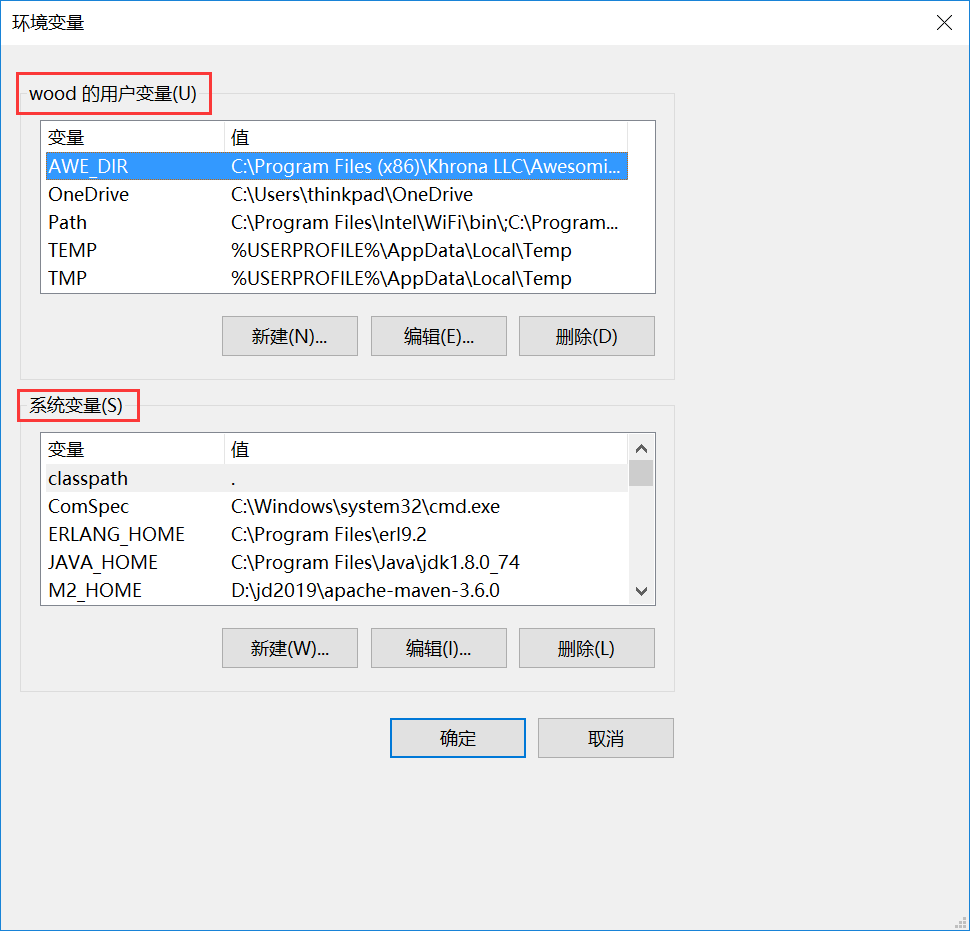 环境变量
wood 的用户变量(U)
变量 值
AWE_DIR C:\Program Files (x86)\Khrona LLC\Awesomi...
OneDrive C:\Users\thinkpad\OneDrive
Path C:\Program Files\Intel\WiFi\bin\;C:\Program...
TEMP %USERPROFILE%\AppData\Local\Temp
TMP %USERPROFILE%\AppData\Local\Temp
新建(N)... 编辑(E)... 删除(D)
系统变量(S)
变量 值
classpath .
ComSpec C:\Windows\system32\cmd.exe
ERLANG_HOME C:\Program Files\erl9.2
JAVA_HOME C:\Program Files\Java\jdk1.8.0_74
M2_HOME D:\jd2019\apache-maven-3.6.0
新建(W)... 编辑(I)... 删除(L)
确定 取消